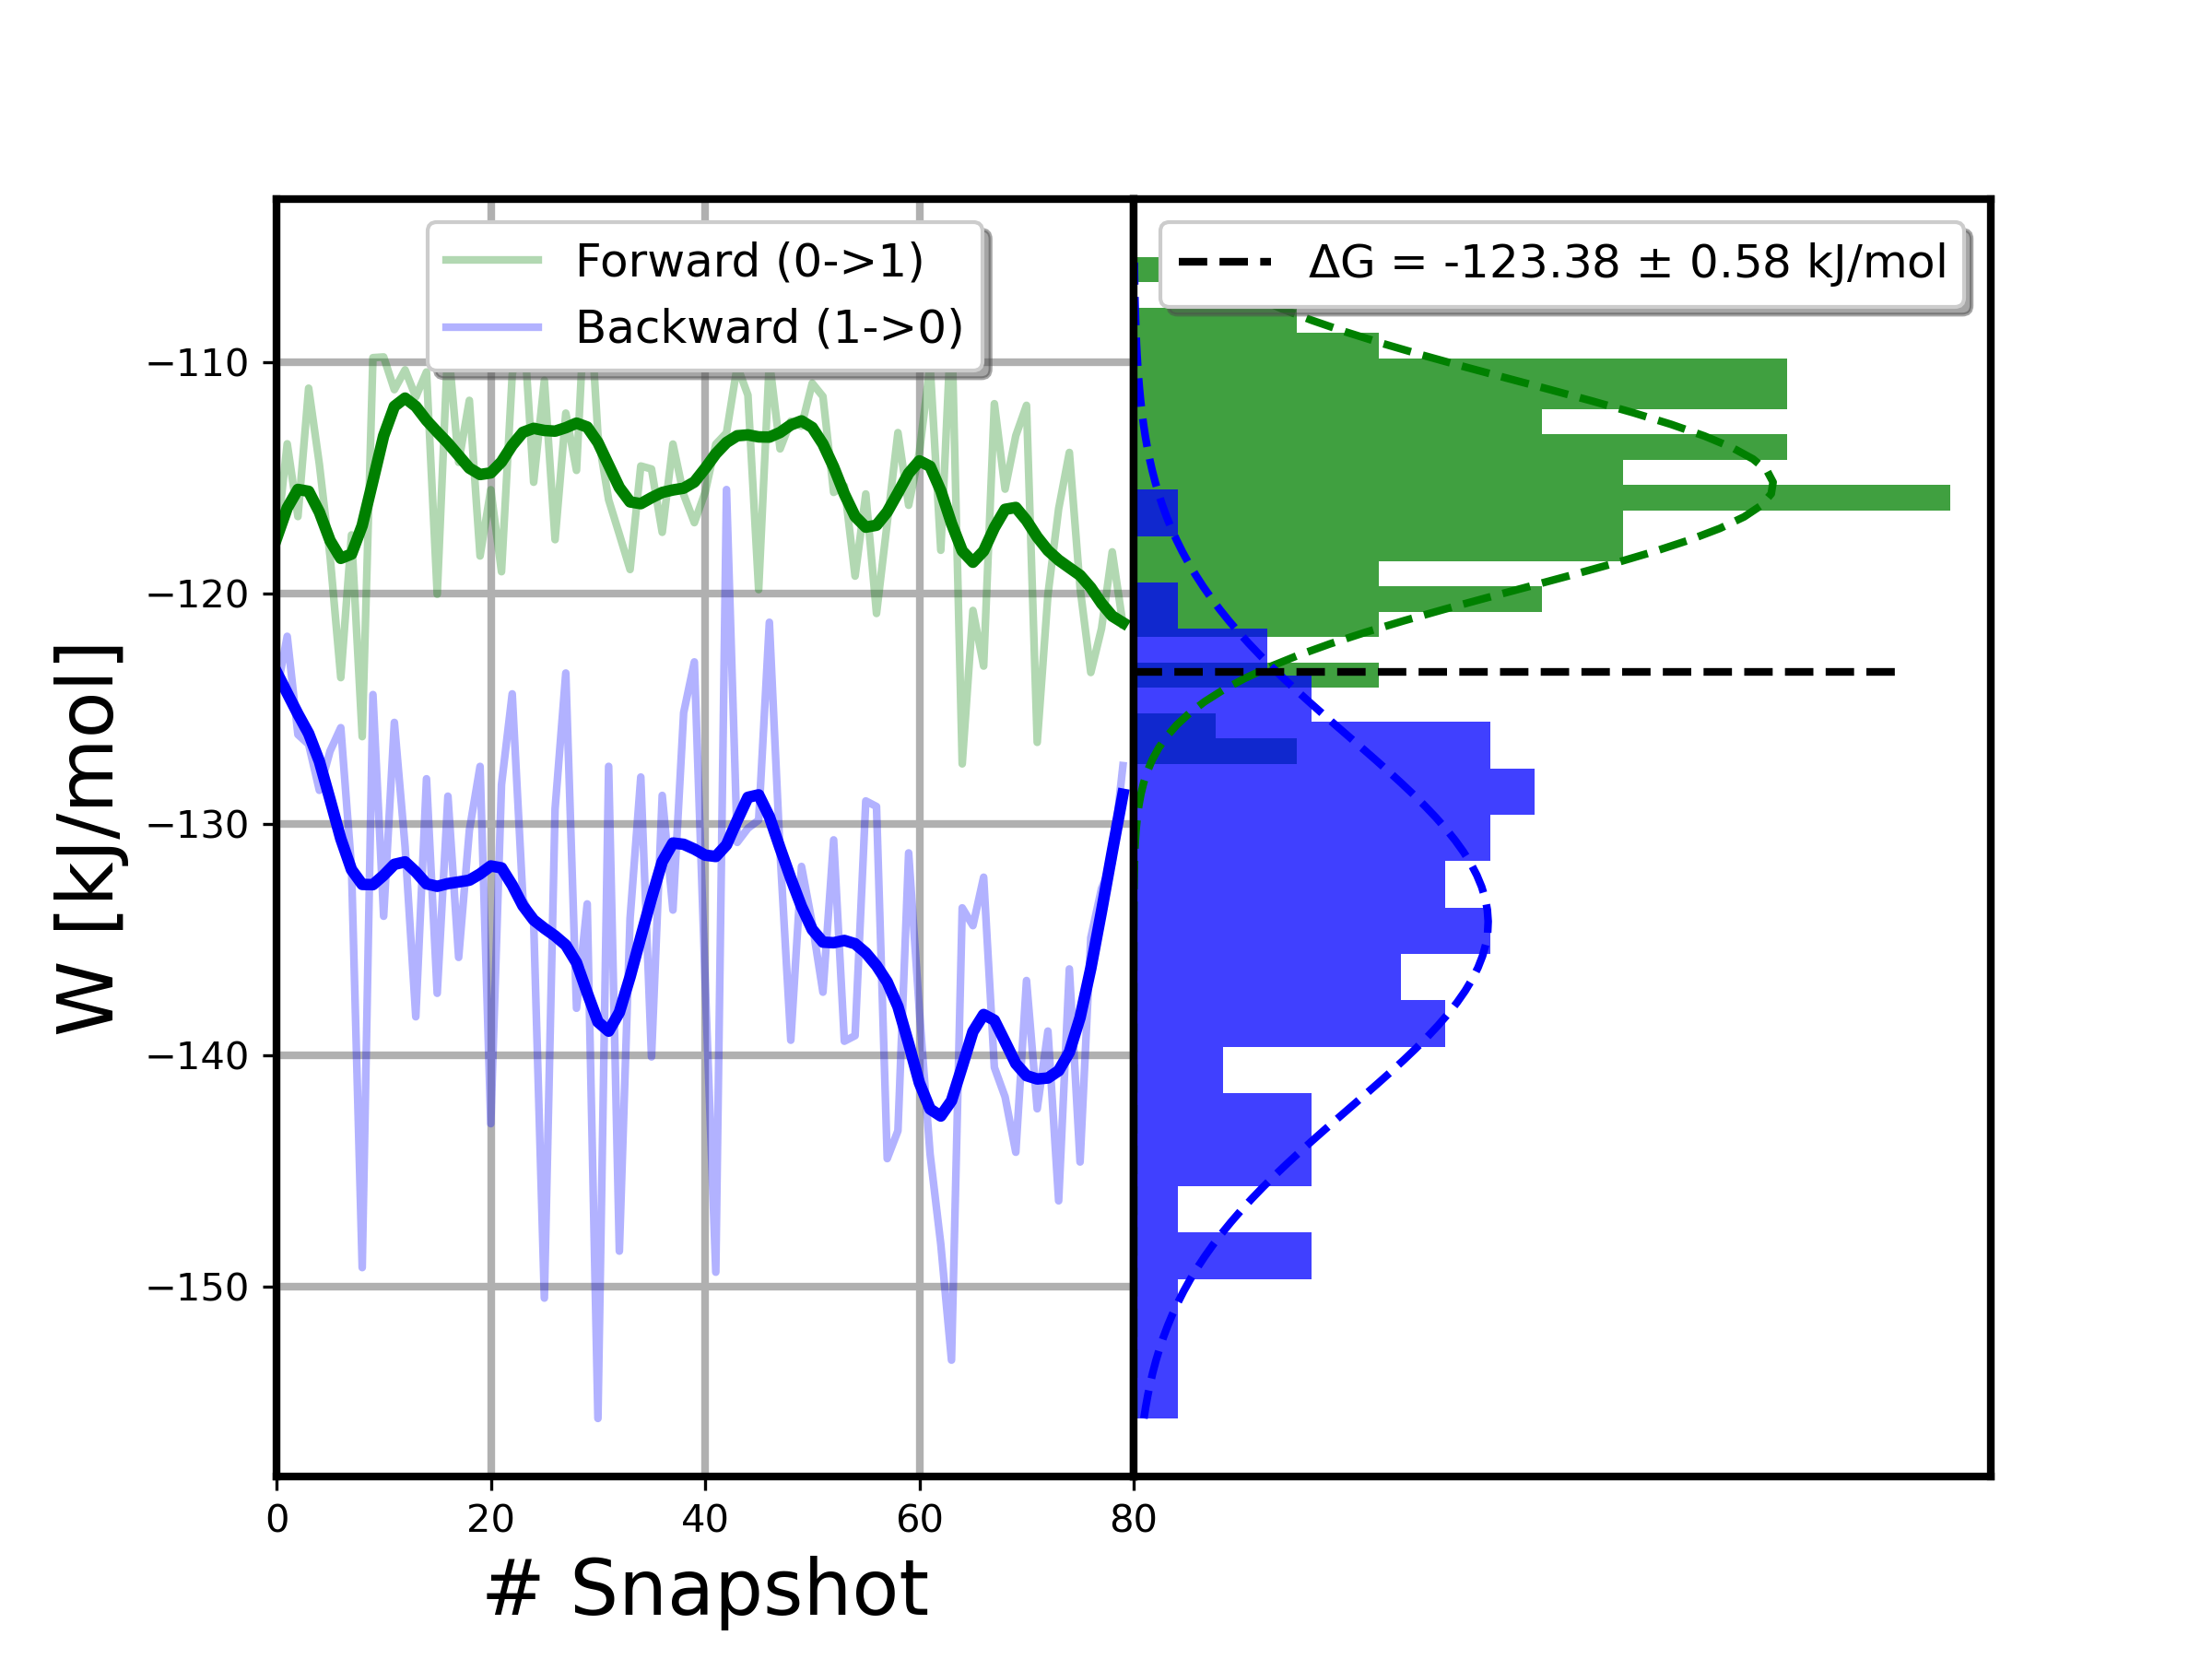 Forward (0->1)
Backward (1->0)
ΔG = -123.38 ± 0.58 kJ/mol
−110
−120
−130
−140
−150
W [kJ/mol]
0 20 40 60 80
# Snapshot